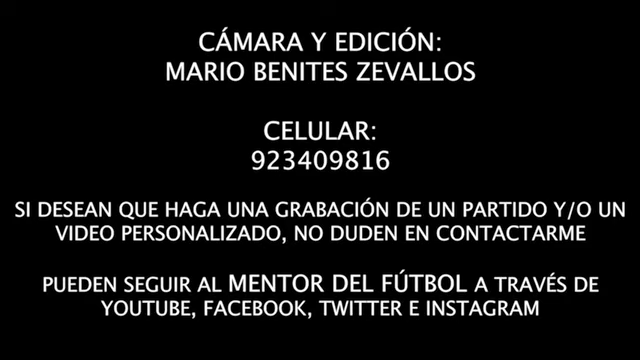 CÁMARA Y EDICIÓN:
MARIO BENITES ZEVALLOS
CELULAR:
923409816
SI DESEAN QUE HAGA UNA GRABACIÓN DE UN PARTIDO Y/O UN
VIDEO PERSONALIZADO, NO DUDEN EN CONTACTARME
PUEDEN SEGUIR AL MENTOR DEL FÚTBOL A TRAVÉS DE
YOUTUBE, FACEBOOK, TWITTER E INSTAGRAM